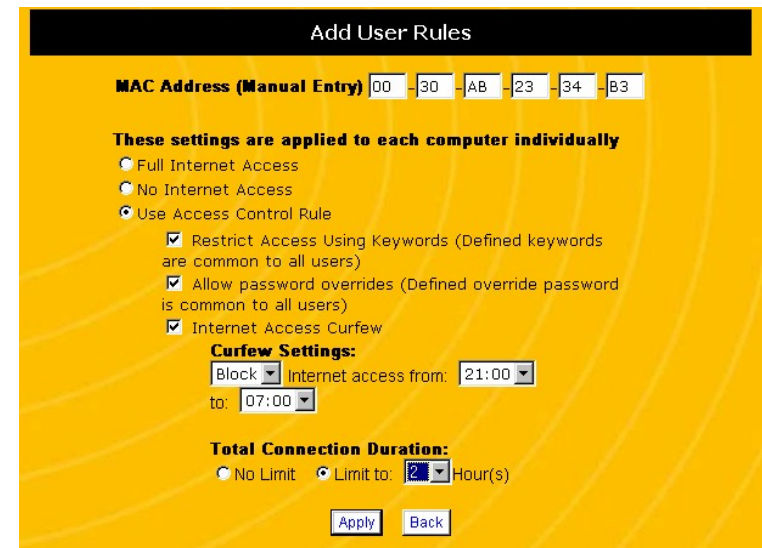 Add User Rules
MAC Address (Manual Entry) 00 -30 -AB -23 -34 -B3
These settings are applied to each computer individually
Full Internet Access
No Internet Access
Use Access Control Rule
Restrict Access Using Keywords (Defined keywords
are common to all users)
Allow password overrides (Defined override password
is common to all users)
Internet Access Curfew
Curfew Settings:
Block Internet access from: 21:00
to: 07:00
Total Connection Duration:
No Limit Limit to: 2 Hour(s)
Apply Back